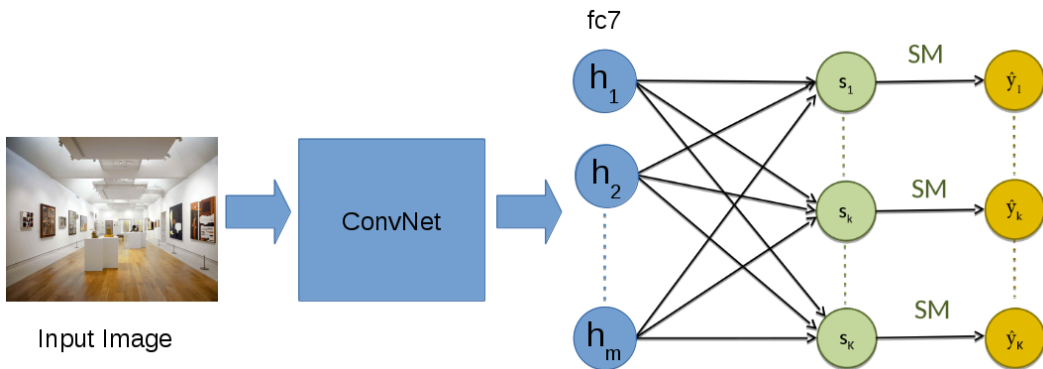 fc7
h1
h2
hm
s1
sk
sK
SM
SM
SM
ŷ1
ŷk
ŷK
ConvNet
Input Image